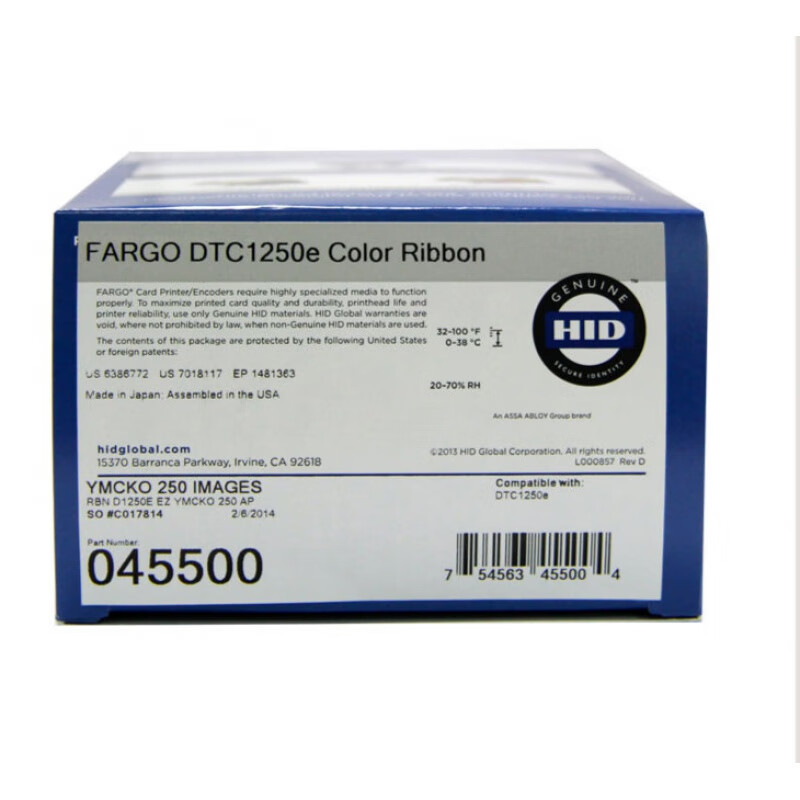 FARGO DTC1250e Color Ribbon
FARGO® Card Printer/Encoders require highly specialized media to function
properly. To maximize printed card quality and durability, printhead life and
printer reliability, use only Genuine HID materials. HID Global warranties are
void, where not prohibited by law, when non-Genuine HID materials are used.
The contents of this package are protected by the following United States
or foreign patents:
US 6386772 US 7018117 EP 1481363
Made in Japan: Assembled in the USA
32-100 °F
0-38 °C
20-70% RH
GENUINE
HID
SECURE IDENTITY
™
An ASSA ABLOY Group brand
hidglobal.com
15370 Barranca Parkway, Irvine, CA 92618
©2013 HID Global Corporation. All rights reserved.
L000857 Rev D
YMCKO 250 IMAGES
RBN D1250E EZ YMCKO 250 AP
SO #C017814 2/6/2014
Compatible with:
DTC1250e
Part Number:
045500
7 54563 45500 4